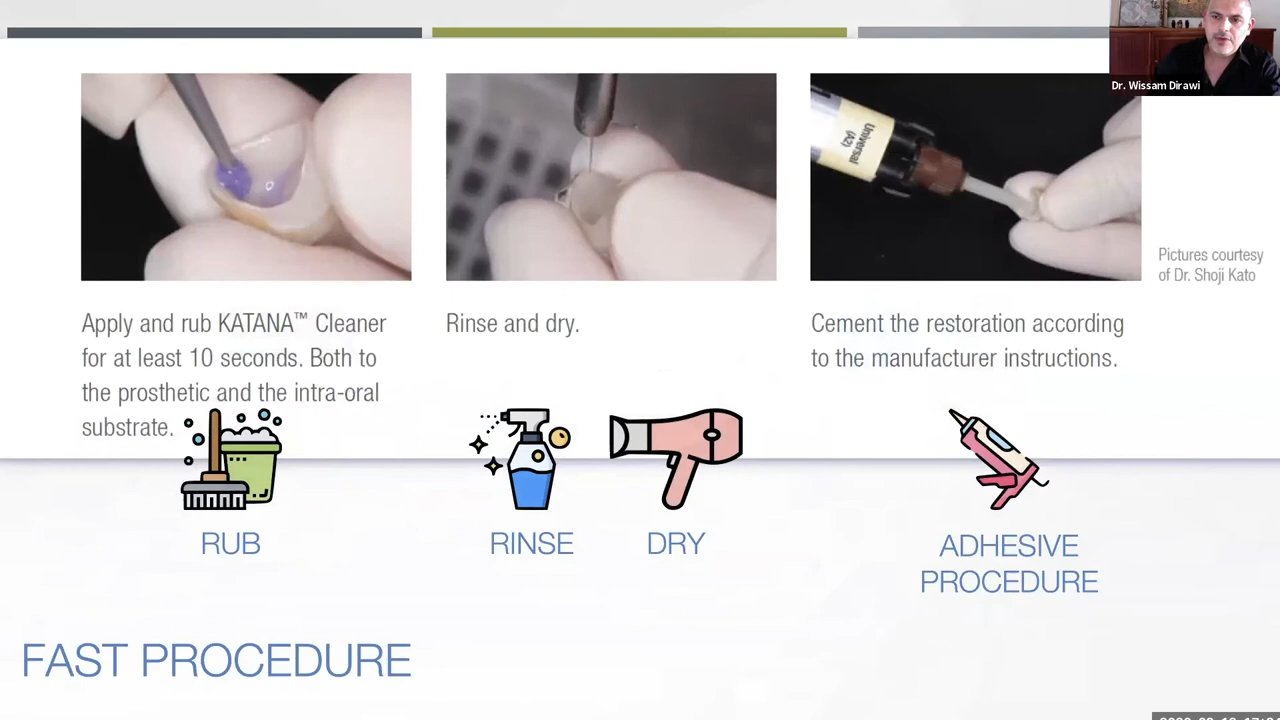 Dr. Wissam Dirawi
Universal
(A2)
Pictures courtesy
of Dr. Shoji Kato
Apply and rub KATANA™ Cleaner
for at least 10 seconds. Both to
the prosthetic and the intra-oral
substrate.
Rinse and dry.
Cement the restoration according
to the manufacturer instructions.
RUB
RINSE
DRY
ADHESIVE
PROCEDURE
FAST PROCEDURE